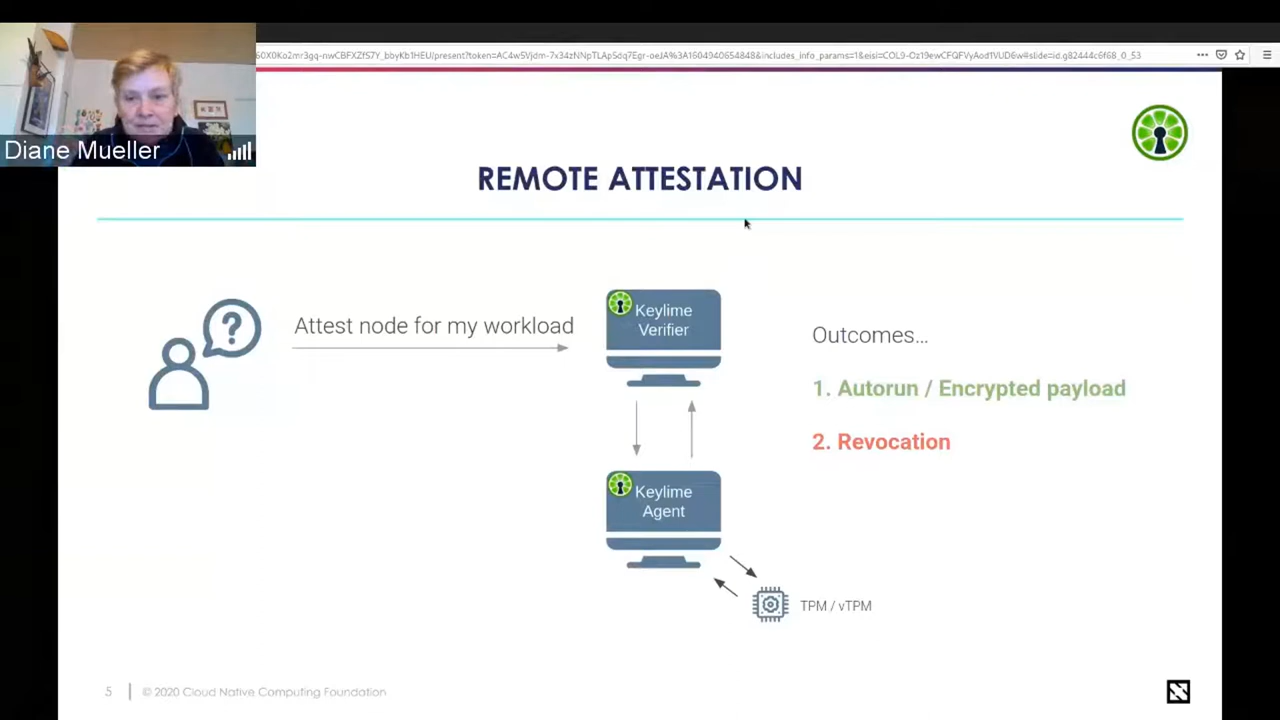 Diane Mueller
REMOTE ATTESTATION
Attest node for my workload
Keylime
Verifier
Outcomes...
1. Autorun / Encrypted payload
2. Revocation
Keylime
Agent
TPM / vTPM
5
© 2020 Cloud Native Computing Foundation